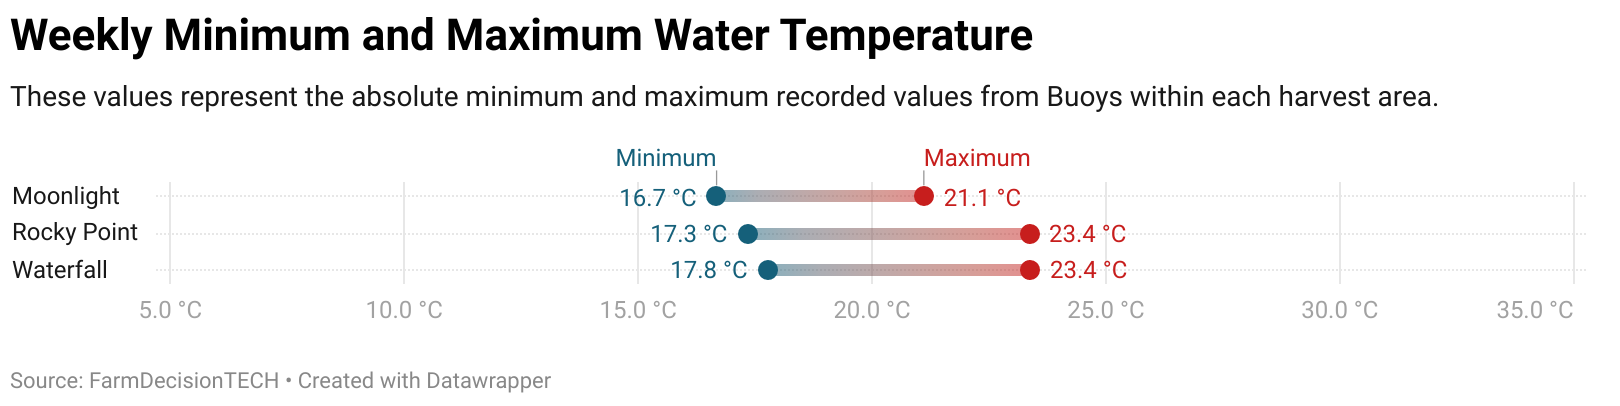 Weekly Minimum and Maximum Water Temperature
These values represent the absolute minimum and maximum recorded values from Buoys within each harvest area.
Minimum Maximum
Moonlight 16.7 °C 21.1 °C
Rocky Point 17.3 °C 23.4 °C
Waterfall 17.8 °C 23.4 °C
5.0 °C 10.0 °C 15.0 °C 20.0 °C 25.0 °C 30.0 °C 35.0 °C
Source: FarmDecisionTECH • Created with Datawrapper